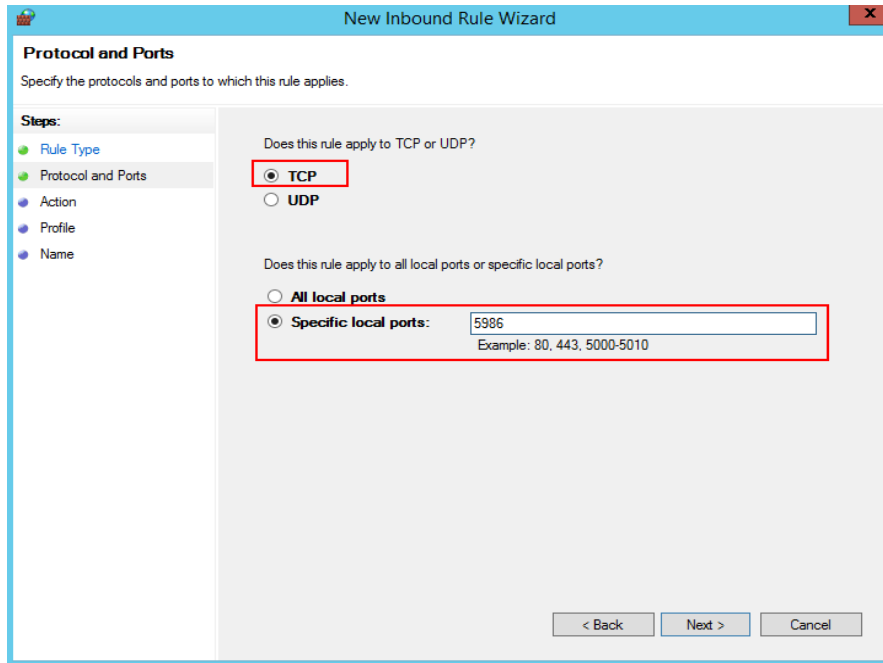 New Inbound Rule Wizard
x
Protocol and Ports
Specify the protocols and ports to which this rule applies.
Steps:
Rule Type
Protocol and Ports
Action
Profile
Name
Does this rule apply to TCP or UDP?
TCP
UDP
Does this rule apply to all local ports or specific local ports?
All local ports
Specific local ports: 5986
Example: 80, 443, 5000-5010
< Back Next > Cancel